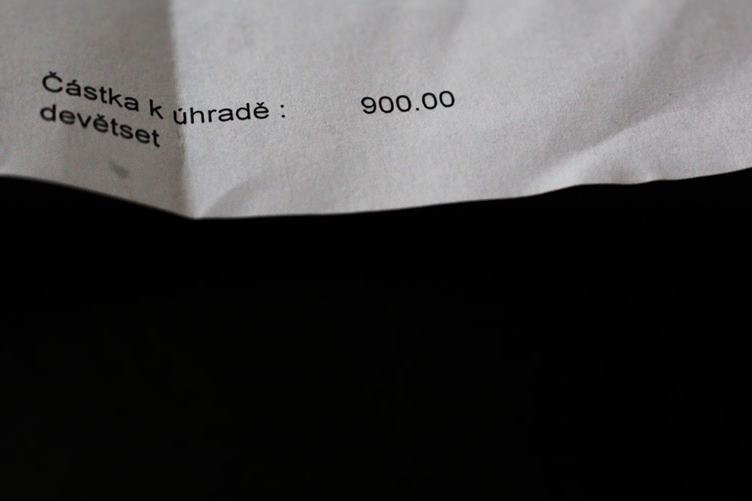 Částka k úhradě : 900.00
devětset